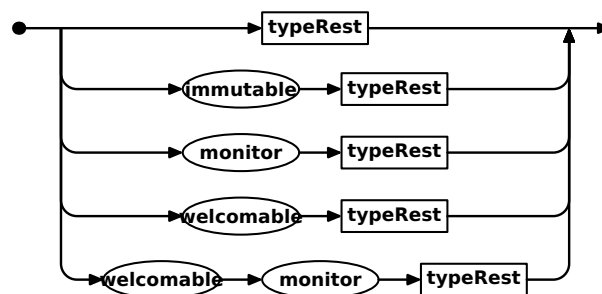 typeRest
immutable typeRest
monitor typeRest
welcomable typeRest
welcomable monitor typeRest